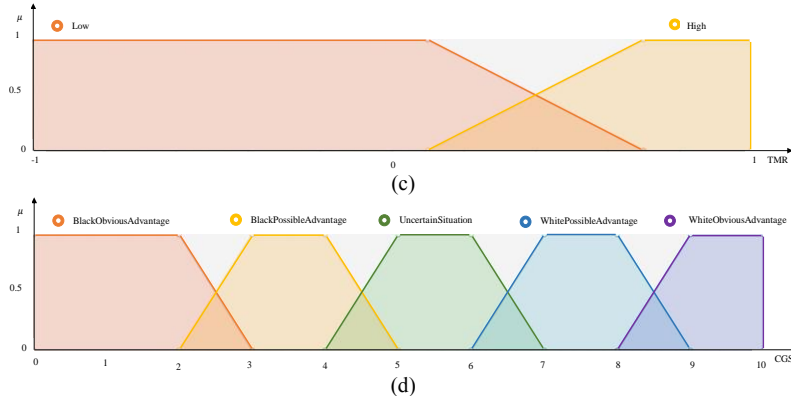 μ
Low
High
1
0.5
0
-1
0
1
TMR
(c)
μ
BlackObviousAdvantage
BlackPossibleAdvantage
UncertainSituation
WhitePossibleAdvantage
WhiteObviousAdvantage
1
0.5
0
0
1
2
3
4
5
6
7
8
9
10
CGS
(d)